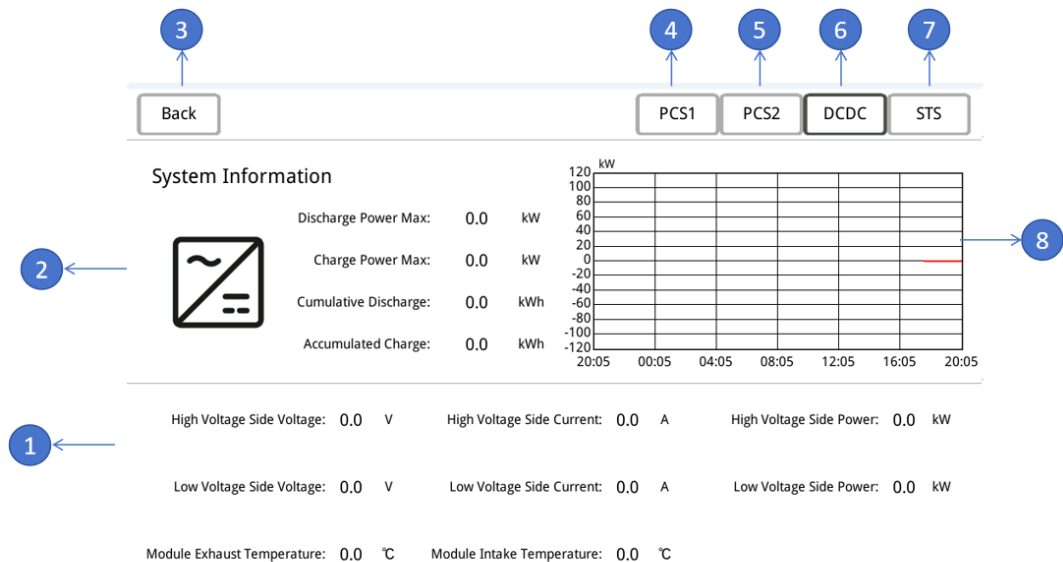 3 4 5 6 7
Back PCS1 PCS2 DCDC STS
System Information
kW
120
100
80
60
40
20
0
-20
-40
-60
-80
-100
-120
20:05 00:05 04:05 08:05 12:05 16:05 20:05
Discharge Power Max: 0.0 kW
Charge Power Max: 0.0 kW
Cumulative Discharge: 0.0 kWh
Accumulated Charge: 0.0 kWh
2
8
High Voltage Side Voltage: 0.0 V High Voltage Side Current: 0.0 A High Voltage Side Power: 0.0 kW
1
Low Voltage Side Voltage: 0.0 V Low Voltage Side Current: 0.0 A Low Voltage Side Power: 0.0 kW
Module Exhaust Temperature: 0.0 ℃ Module Intake Temperature: 0.0 ℃